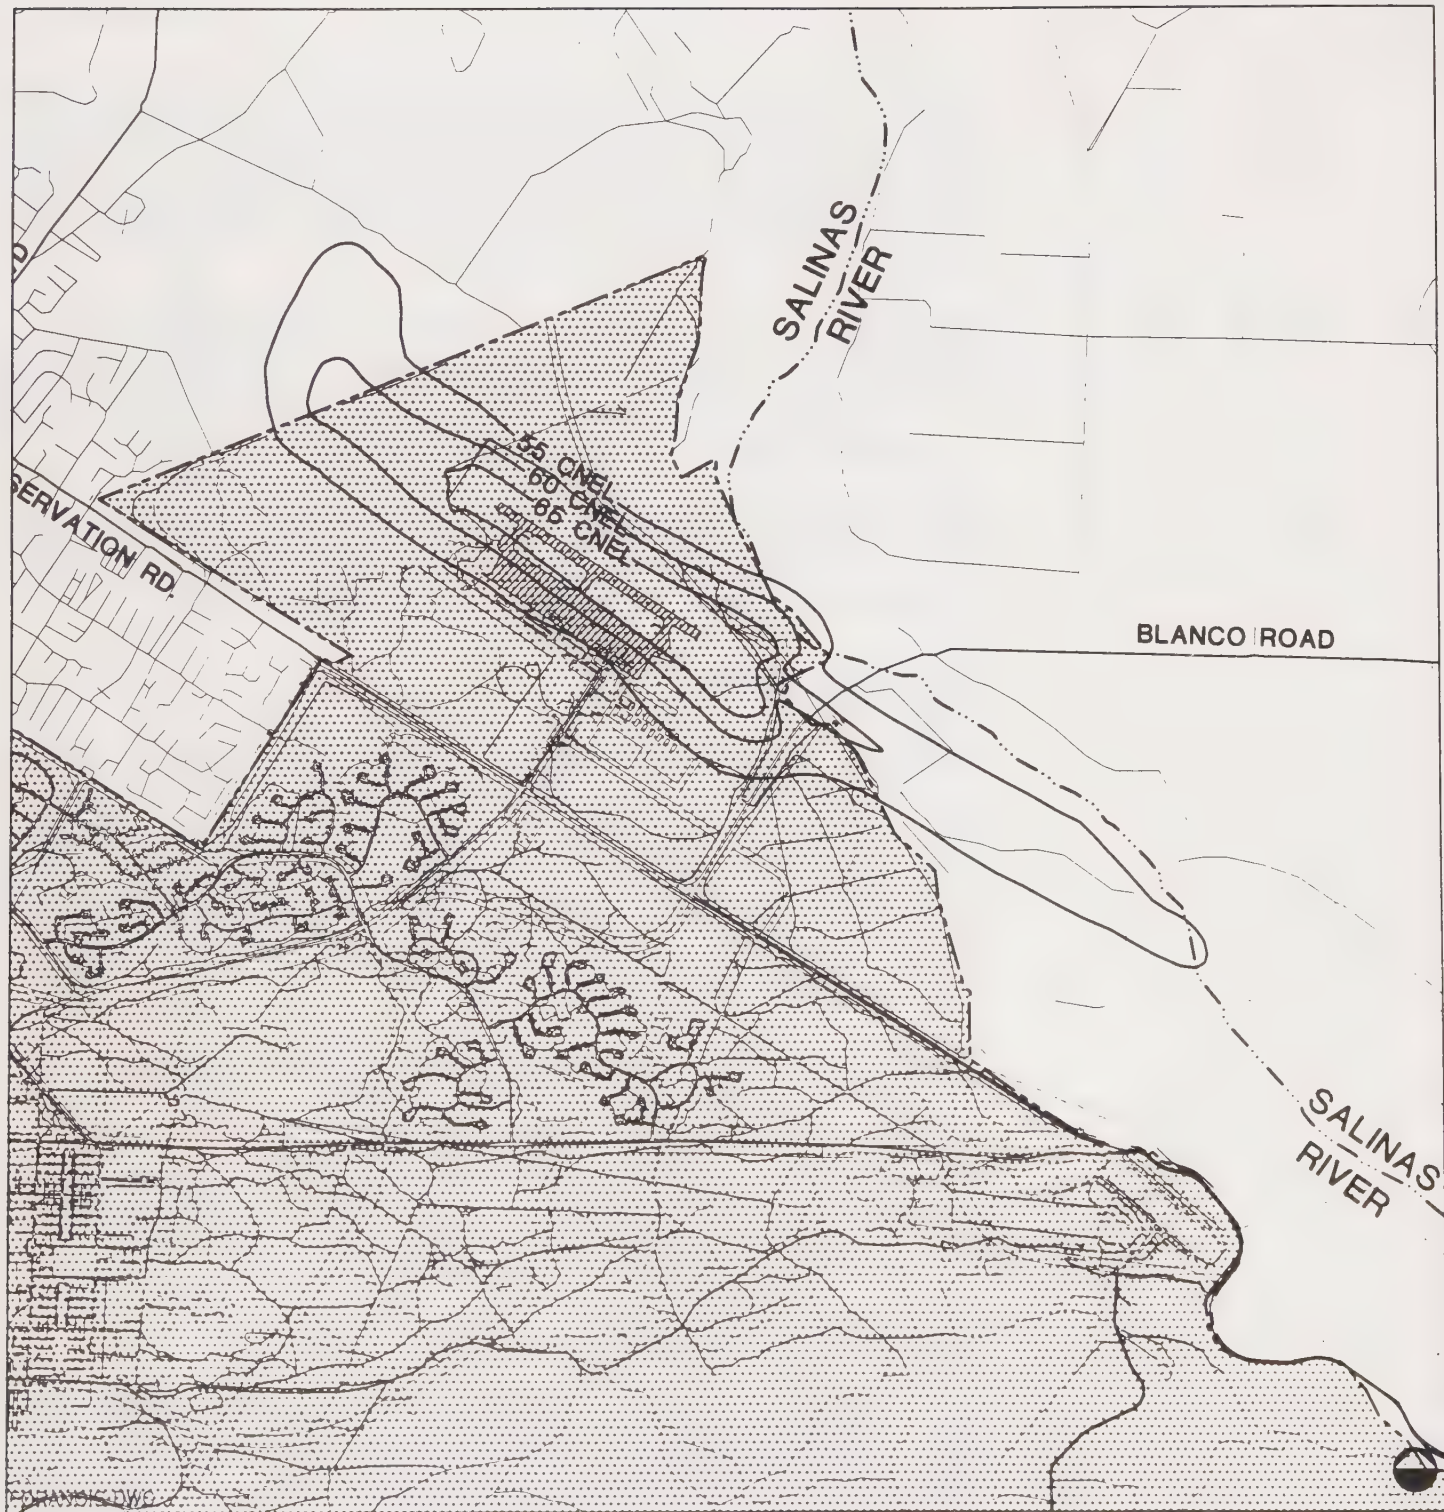 SALINAS
RIVER
D
55 CNEL
60 CNEL
65 CNEL
SERVATION RD.
BLANCO ROAD
SALINAS
RIVER